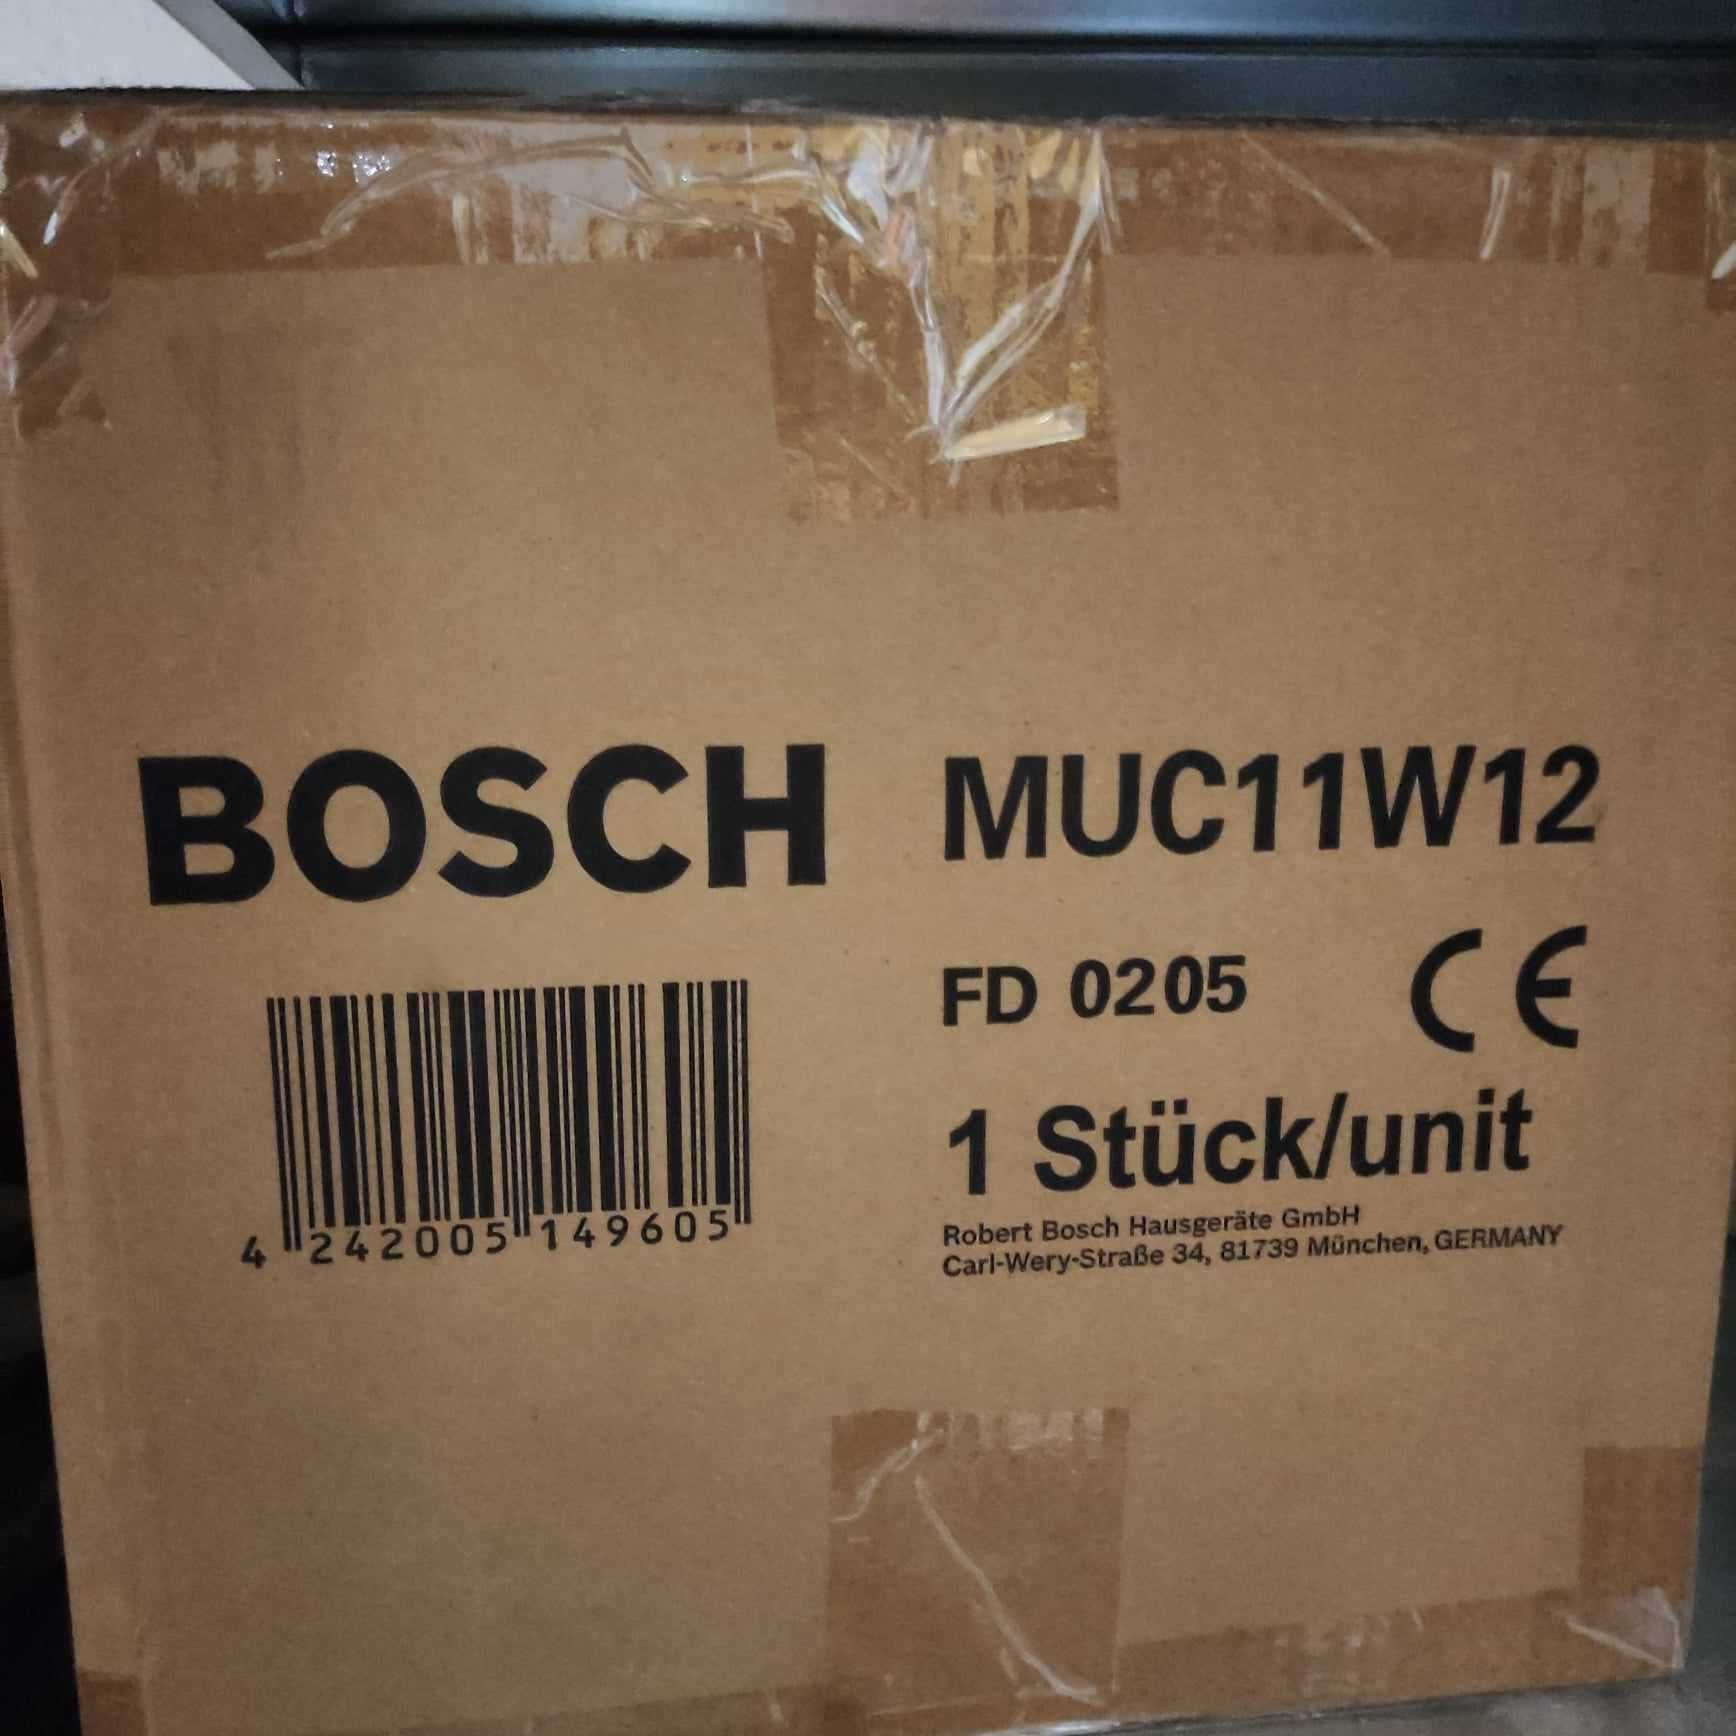 BOSCH
MUC11W12
FD 0205
CE
1 Stück/unit
Robert Bosch Hausgeräte GmbH
Carl-Wery-Straße 34, 81739 München, GERMANY
4 242005 149605